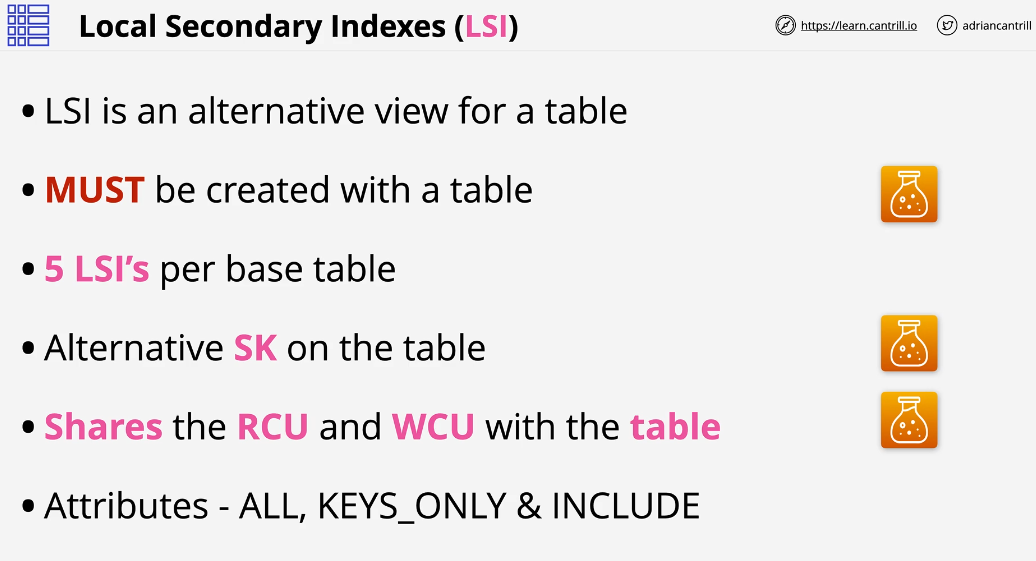 Local Secondary Indexes (LSI)
https://learn.cantrill.io
adriancantrill
• LSI is an alternative view for a table
• MUST be created with a table
• 5 LSI’s per base table
• Alternative SK on the table
• Shares the RCU and WCU with the table
• Attributes - ALL, KEYS_ONLY & INCLUDE